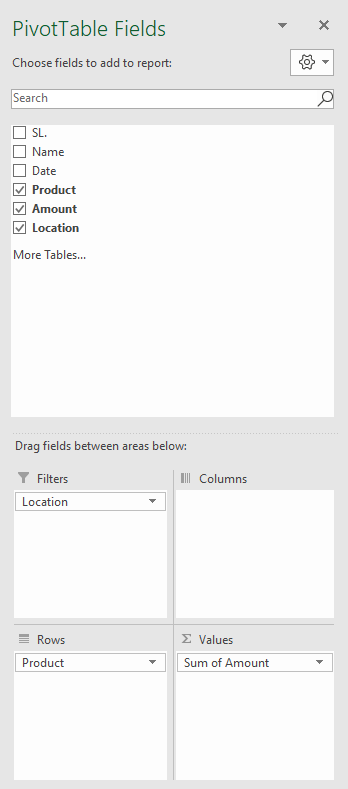 PivotTable Fields
Choose fields to add to report:
Search
SL.
Name
Date
Product
Amount
Location
More Tables...
Drag fields between areas below:
Filters
Columns
Location
Rows
Σ Values
Product
Sum of Amount